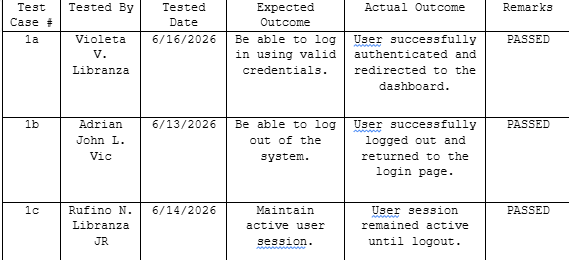 Test Case # Tested By Tested Date Expected Outcome Actual Outcome Remarks
1a Violeta V. Libranza 6/16/2026 Be able to log in using valid credentials. User successfully authenticated and redirected to the dashboard. PASSED
1b Adrian John L. Vic 6/13/2026 Be able to log out of the system. User successfully logged out and returned to the login page. PASSED
1c Rufino N. Libranza JR 6/14/2026 Maintain active user session. User session remained active until logout. PASSED